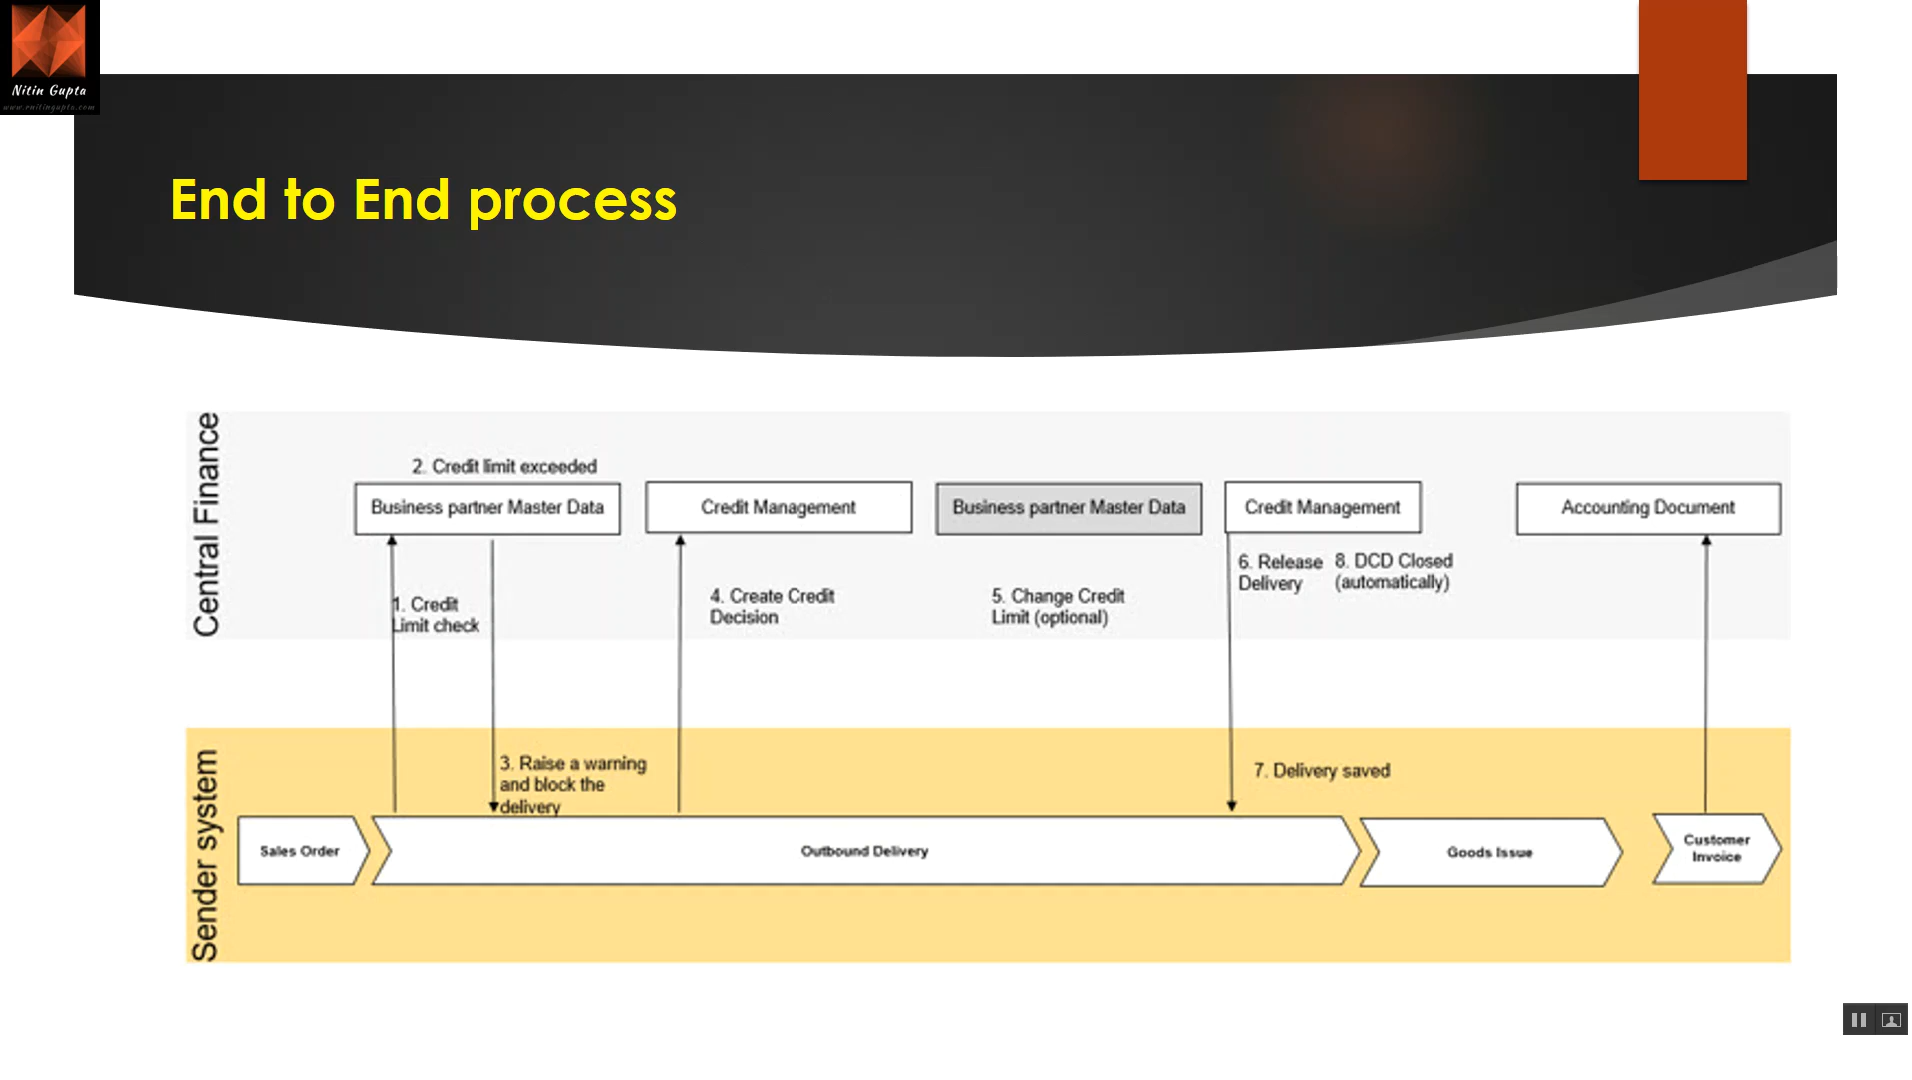 Nitin Gupta
www.rnitingupta.com
End to End process
Central Finance
2. Credit limit exceeded
Business partner Master Data
Credit Management
Business partner Master Data
Credit Management
Accounting Document
1. Credit
Limit check
4. Create Credit
Decision
5. Change Credit
Limit (optional)
6. Release
Delivery
8. DCD Closed
(automatically)
Sender system
3. Raise a warning
and block the
delivery
7. Delivery saved
Sales Order
Outbound Delivery
Goods Issue
Customer
Invoice